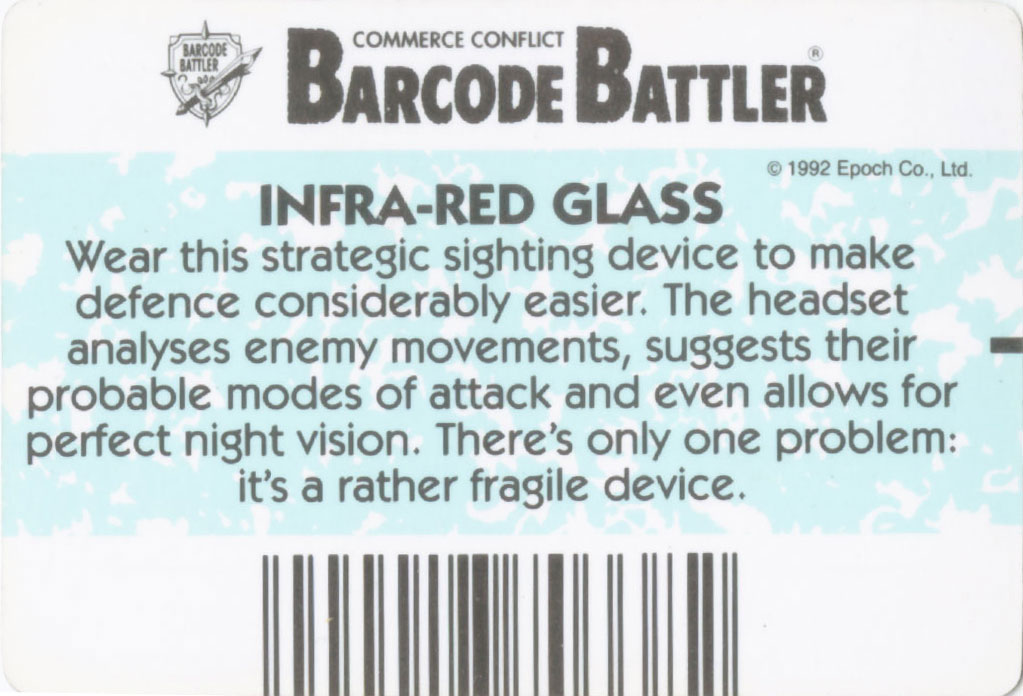 BARCODE
BATTLER
COMMERCE CONFLICT
BARCODE BATTLER®
© 1992 Epoch Co., Ltd.
INFRA-RED GLASS
Wear this strategic sighting device to make
defence considerably easier. The headset
analyses enemy movements, suggests their
probable modes of attack and even allows for
perfect night vision. There's only one problem:
it's a rather fragile device.